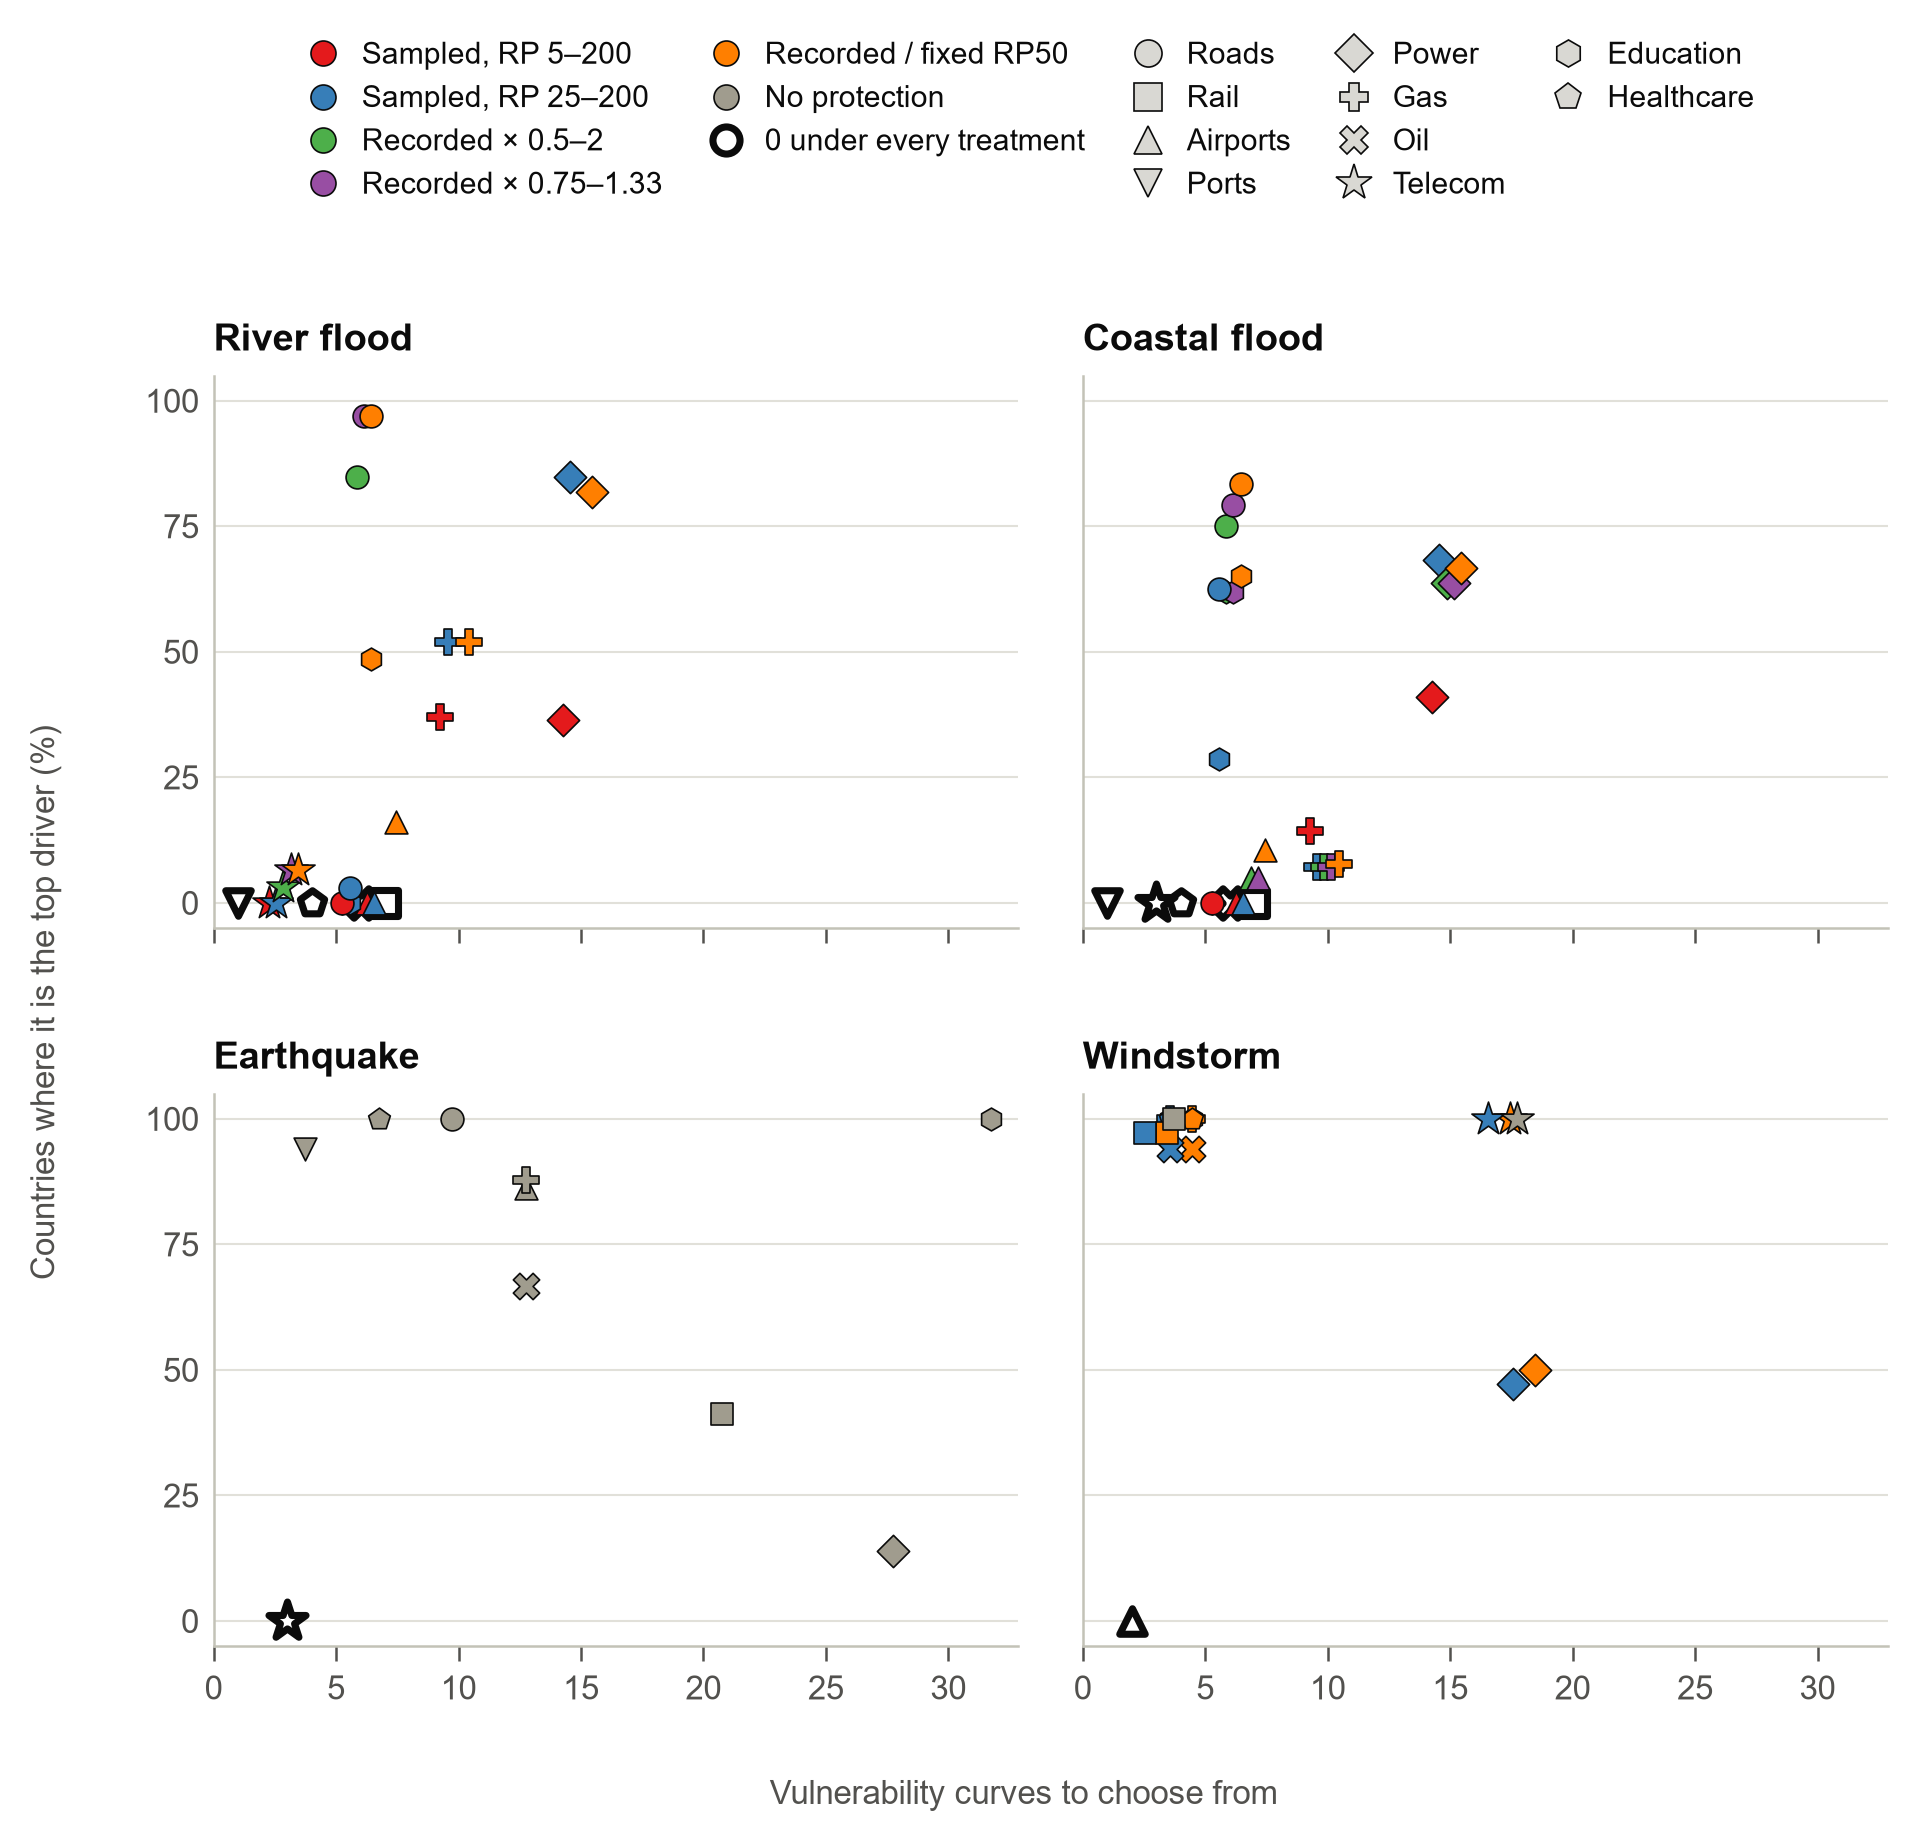 Sampled, RP 5–200
Sampled, RP 25–200
Recorded × 0.5–2
Recorded × 0.75–1.33
Recorded / fixed RP50
No protection
0 under every treatment
Roads
Rail
Airports
Ports
Power
Gas
Oil
Telecom
Education
Healthcare
River flood
Coastal flood
100
75
50
25
0
Countries where it is the top driver (%)
Earthquake
Windstorm
100
75
50
25
0
0 5 10 15 20 25 30
0 5 10 15 20 25 30
Vulnerability curves to choose from